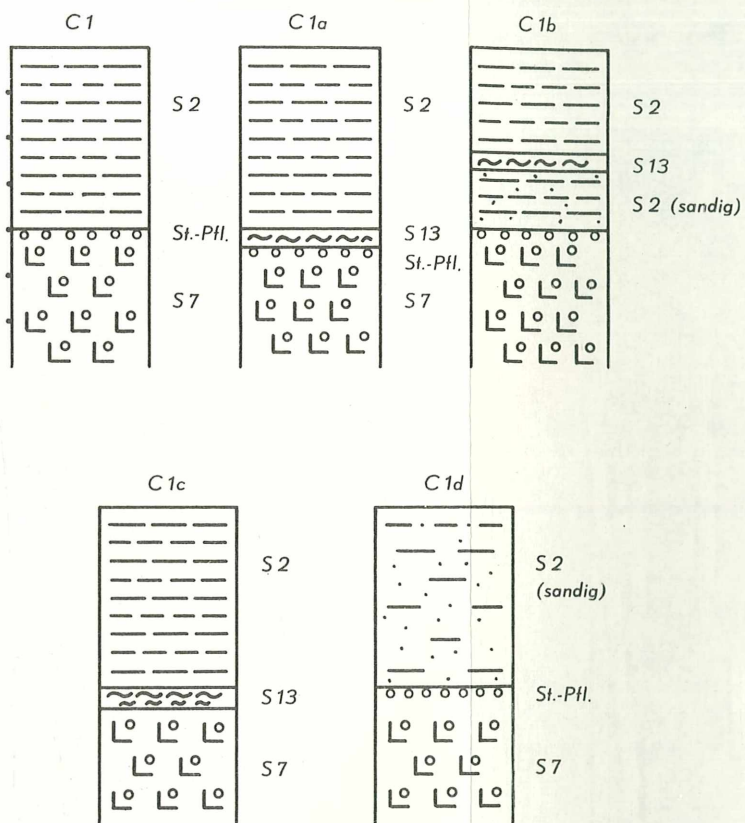 C 1
C 1a
C 1b
S 2
S 2
S 2
S 13
S 2 (sandig)
St.-Pfl.
S 13
St.-Pfl.
S 7
S 7
C 1c
C 1d
S 2
S 2
(sandig)
S 13
St.-Pfl.
S 7
S 7